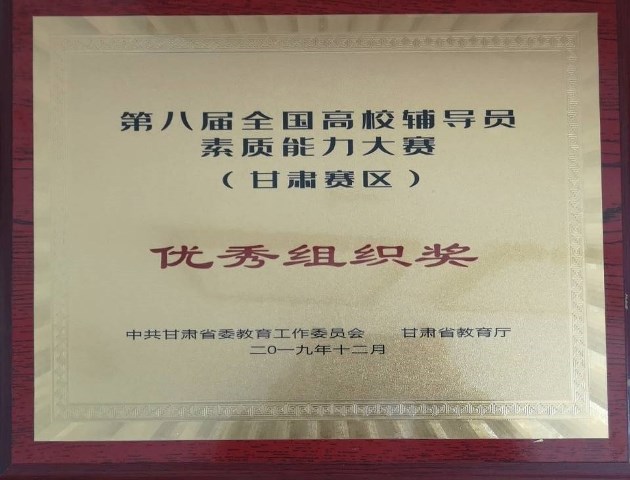 第八届全国高校辅导员
素质能力大赛
（甘肃赛区）
优秀组织奖
中共甘肃省委教育工作委员会 甘肃省教育厅
二〇一九年十二月